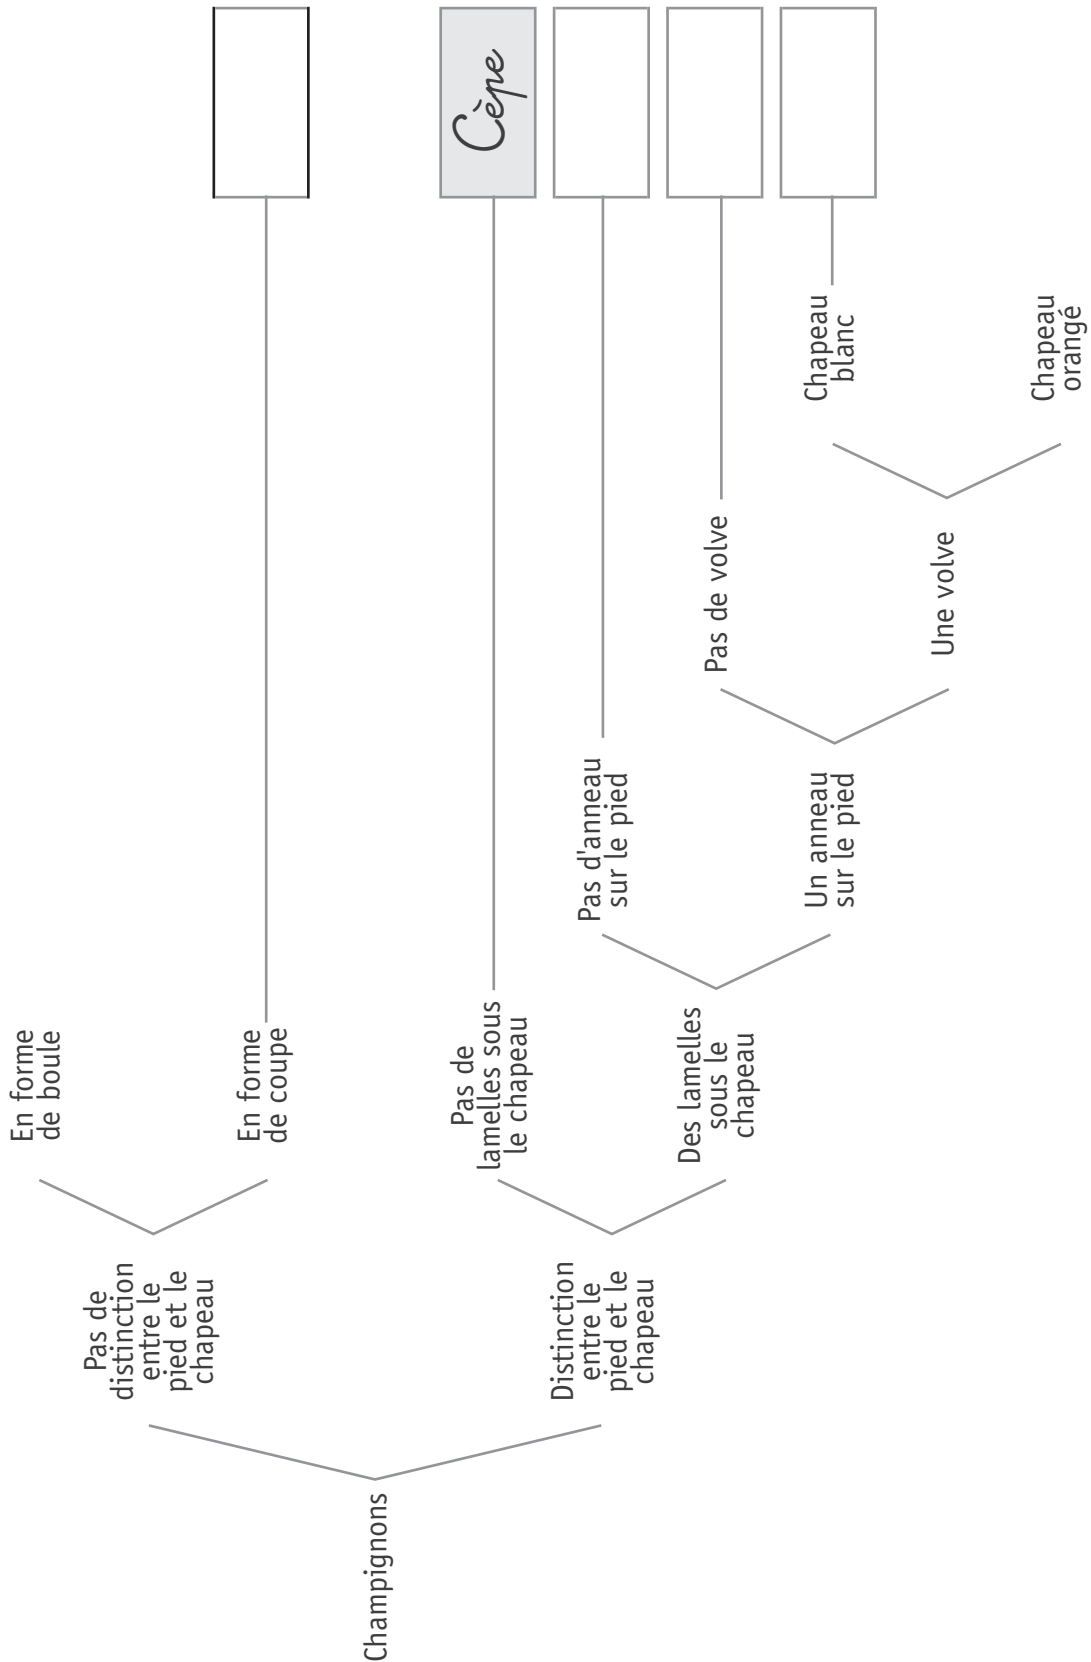 Champignons
Pas de
distinction
entre le
pied et le
chapeau
En forme
de boule
En forme
de coupe
Distinction
entre le
pied et le
chapeau
Pas de
lamelles sous
le chapeau
Cèpe
Des lamelles
sous le
chapeau
Pas d'anneau
sur le pied
Un anneau
sur le pied
Pas de volve
Une volve
Chapeau
blanc
Chapeau
orangé